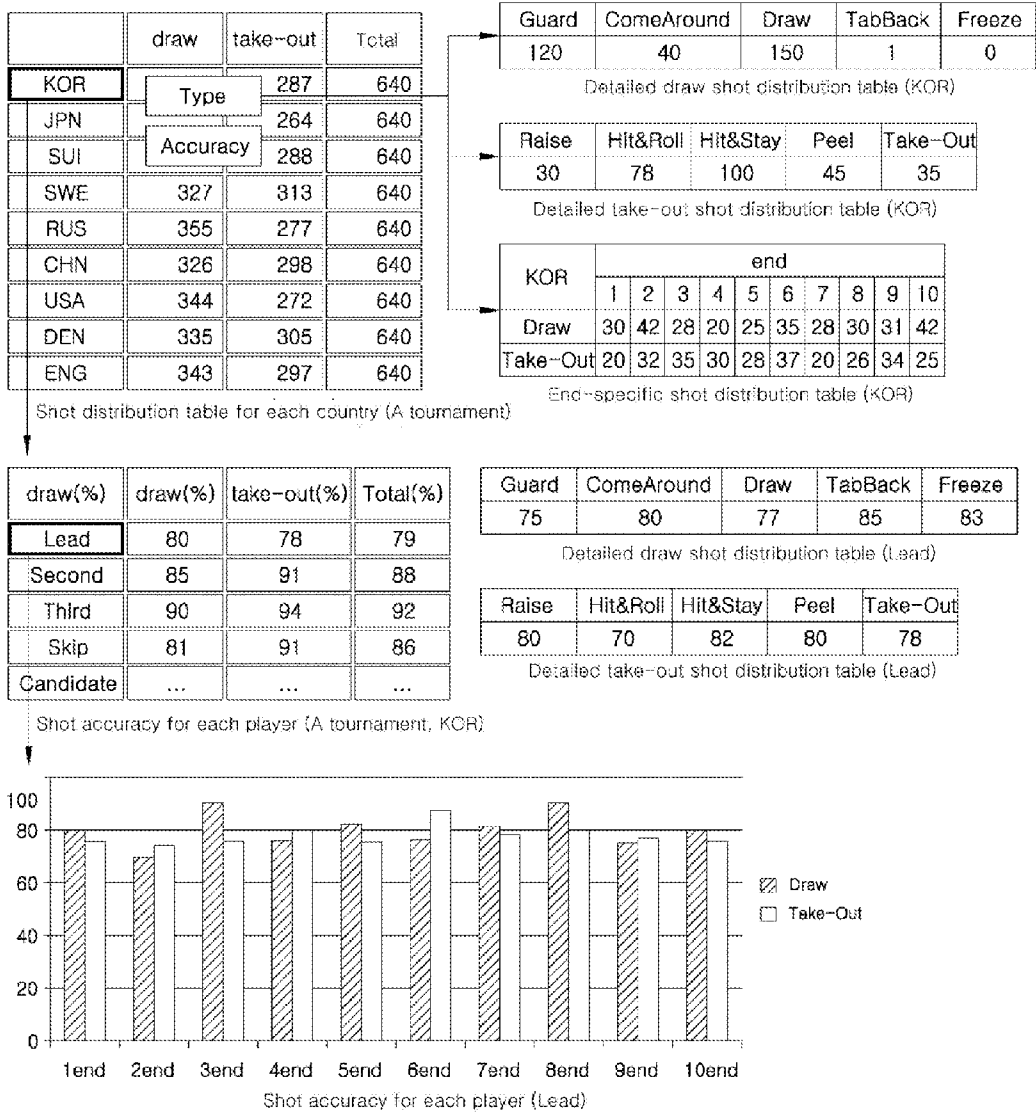 draw take-out Total
KOR 287 640
JPN 264 640
SUI 288 640
SWE 327 313 640
RUS 355 277 640
CHN 326 298 640
USA 344 272 640
DEN 335 305 640
ENG 343 297 640
Type
Accuracy
Shot distribution table for each country (A tournament)
Guard ComeAround Draw TabBack Freeze
120 40 150 1 0
Detailed draw shot distribution table (KOR)
Raise Hit&Roll Hit&Stay Peel Take-Out
30 78 100 45 35
Detailed take-out shot distribution table (KOR)
KOR end
1 2 3 4 5 6 7 8 9 10
Draw 30 42 28 20 25 35 28 30 31 42
Take-Out 20 32 35 30 28 37 20 26 34 25
End-specific shot distribution table (KOR)
draw(%) draw(%) take-out(%) Total(%)
Lead 80 78 79
Second 85 91 88
Third 90 94 92
Skip 81 91 86
Candidate ... ... ...
Shot accuracy for each player (A tournament, KOR)
Guard ComeAround Draw TabBack Freeze
75 80 77 85 83
Detailed draw shot distribution table (Lead)
Raise Hit&Roll Hit&Stay Peel Take-Out
80 70 82 80 78
Detailed take-out shot distribution table (Lead)
100
80
60
40
20
0
1end 2end 3end 4end 5end 6end 7end 8end 9end 10end
Draw
Take-Out
Shot accuracy for each player (Lead)